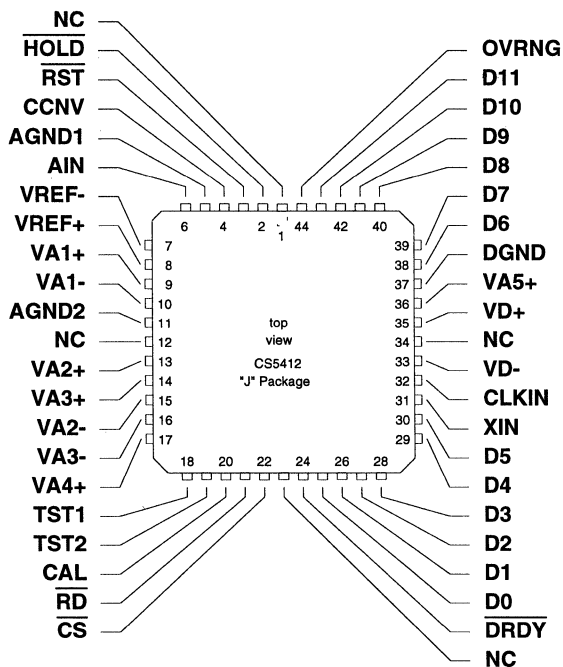 NC
HOLD
RST
CCNV
AGND1
AIN
VREF-
VREF+
VA1+
VA1-
AGND2
NC
VA2+
VA3+
VA2-
VA3-
VA4+
TST1
TST2
CAL
RD
CS
6 4 2 1 44 42 40
7
8
9
10
11
12
13
14
15
16
17
top
view
CS5412
"J" Package
39
38
37
36
35
34
33
32
31
30
29
18 20 22 24 26 28
OVRNG
D11
D10
D9
D8
D7
D6
DGND
VA5+
VD+
NC
VD-
CLKIN
XIN
D5
D4
D3
D2
D1
D0
DRDY
NC